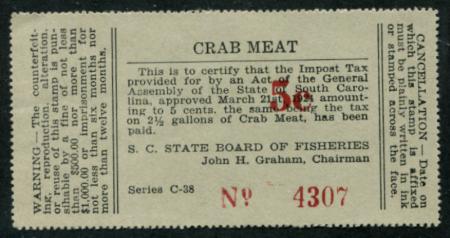 WARNING—The counterfeit-
ing, reproduction, alteration,
or reuse of this stamp is pun-
ishable by a fine of not less
than $500.00 nor more than
$1,000.00 or imprisonment for
not less than six months nor
more than twelve months.
CRAB MEAT
This is to certify that the Impost Tax
provided for by an Act of the General
Assembly of the State of South Caro-
lina, approved March 21st, amount-
ing to 5 cents. the same being the tax
on 2½ gallons of Crab Meat, has been
paid.
5c
S. C. STATE BOARD OF FISHERIES
John H. Graham, Chairman
Series C-38
No 4307
CANCELLATION—Date on
which this stamp is affixed
must be plainly written in ink
or stamped across the face.